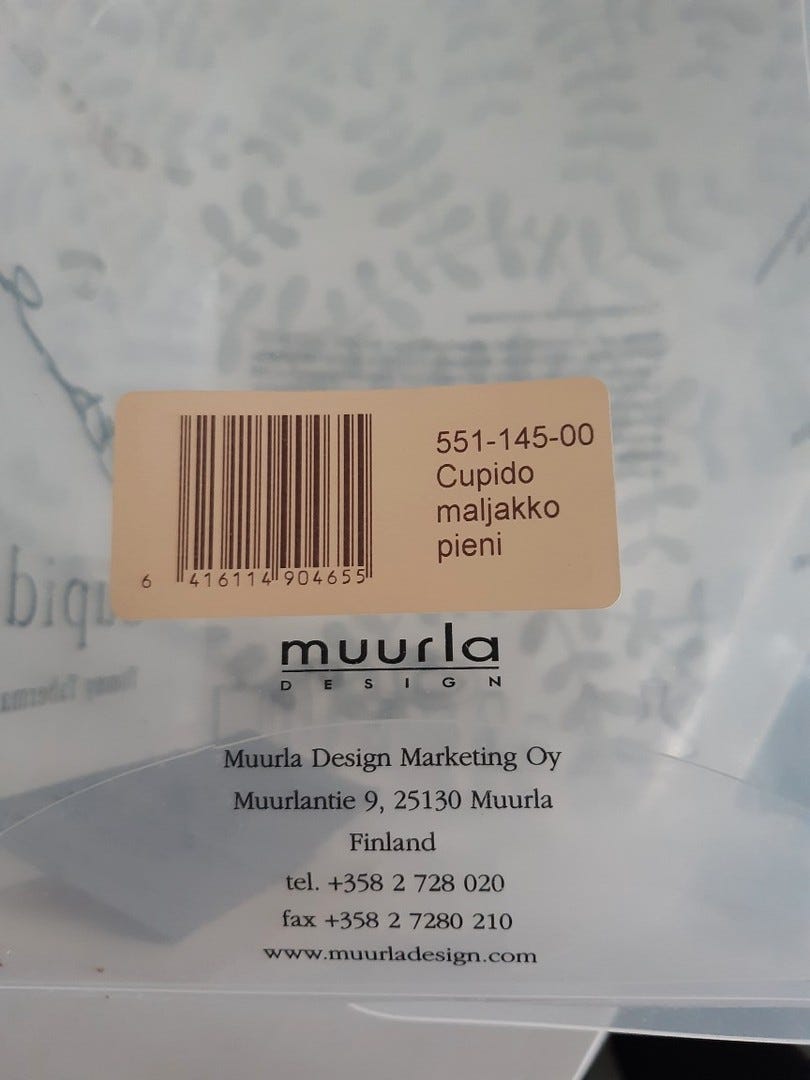 551-145-00
Cupido
maljakko
pieni
6 416114 904655
muurla
DESIGN
Muurla Design Marketing Oy
Muurlantie 9, 25130 Muurla
Finland
tel. +358 2 728 020
fax +358 2 7280 210
www.muurladesign.com